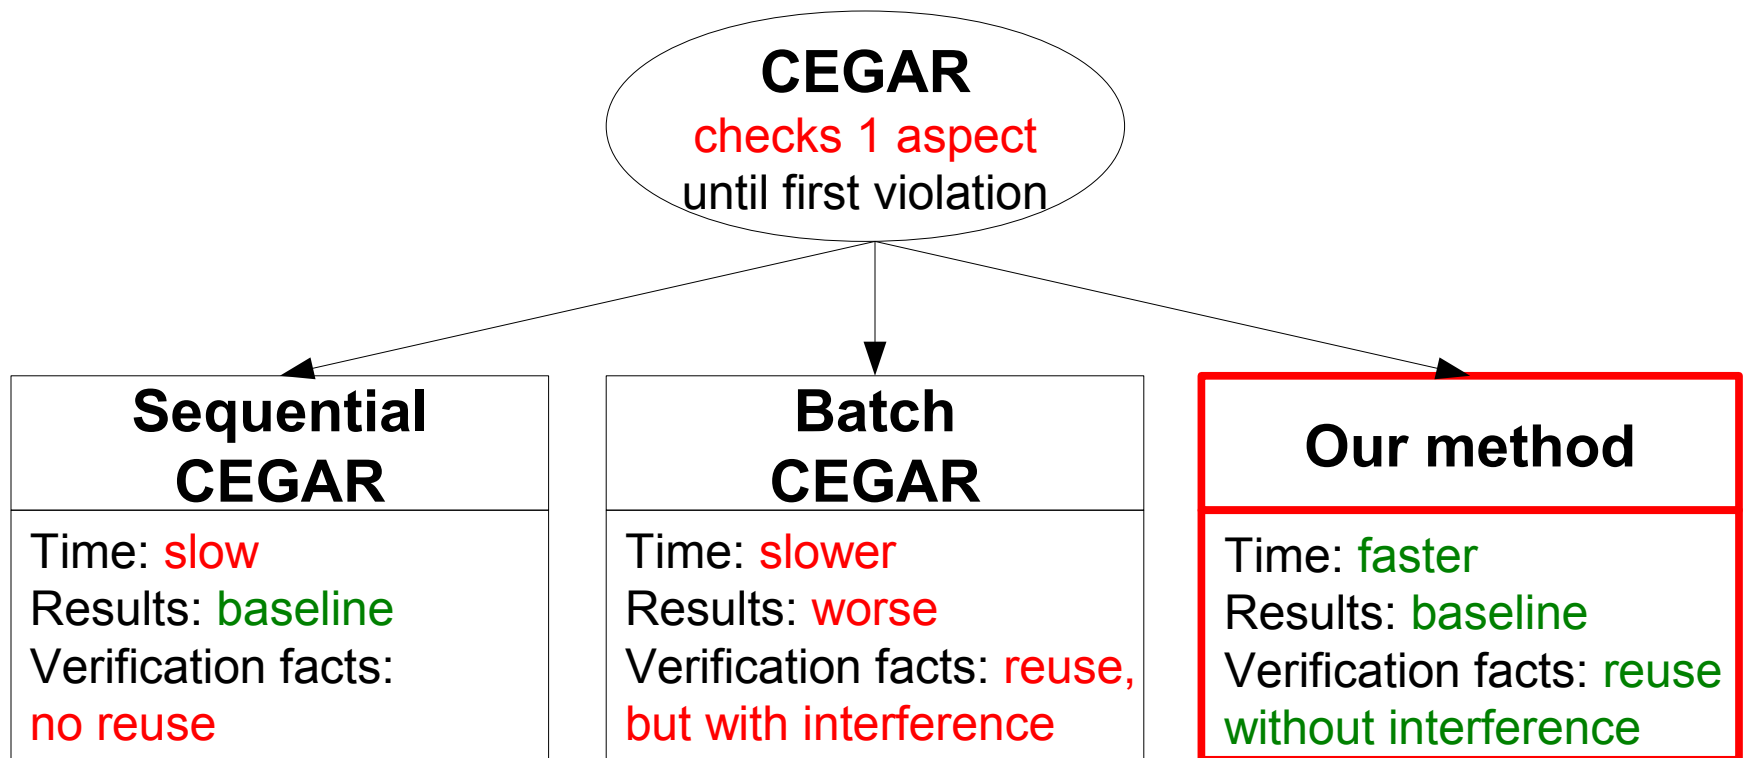 CEGAR
checks 1 aspect
until first violation
Sequential
CEGAR
Time: slow
Results: baseline
Verification facts:
no reuse
Batch
CEGAR
Time: slower
Results: worse
Verification facts: reuse,
but with interference
Our method
Time: faster
Results: baseline
Verification facts: reuse
without interference